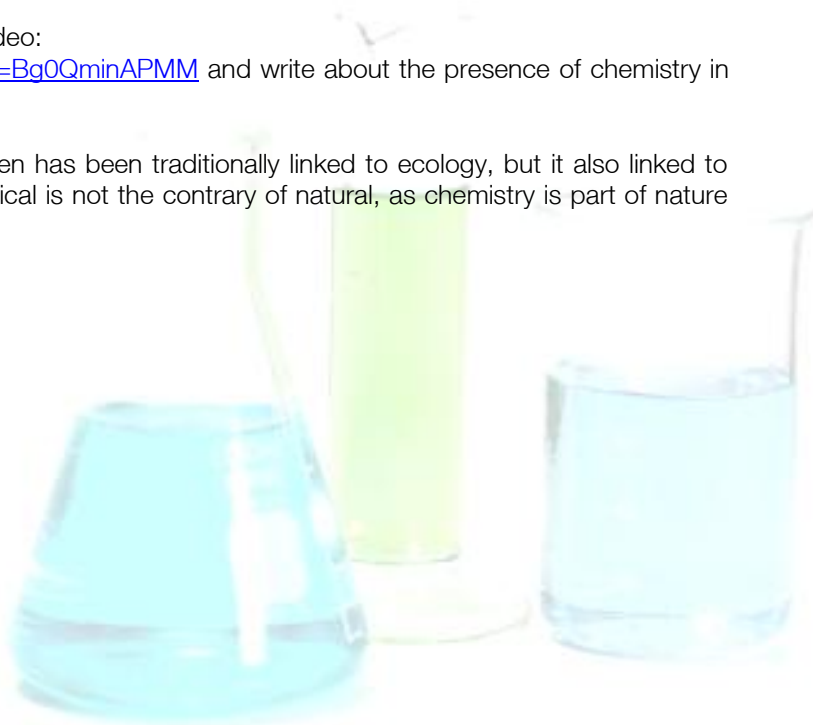 deo:
=Bg0QminAPMM and write about the presence of chemistry in
en has been traditionally linked to ecology, but it also linked to
ical is not the contrary of natural, as chemistry is part of nature